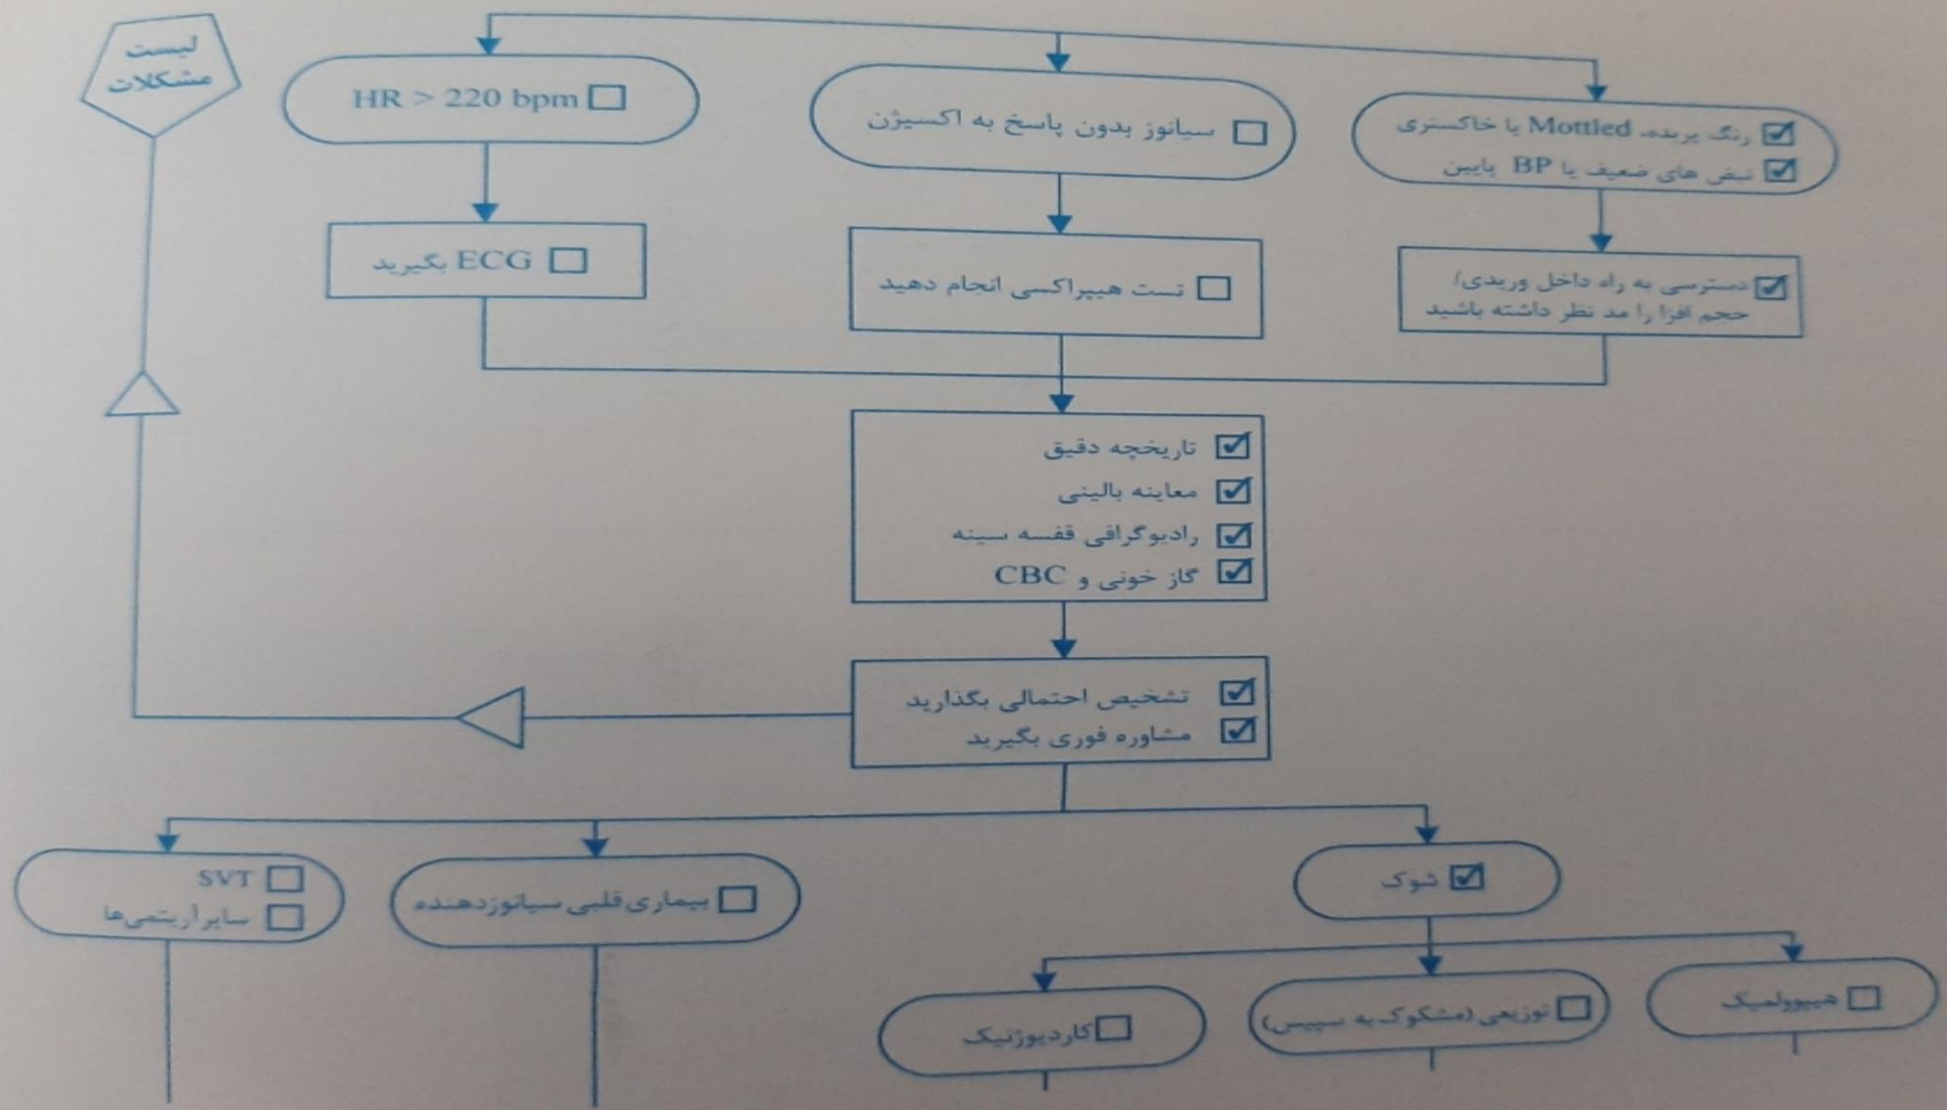 لیست
مشکلات
رنگ پریده، Mottled یا خاکستری
نبض های ضعیف یا BP پایین
سیانوز بدون پاسخ به اکسیژن
HR > 220 bpm
دسترسی به راه داخل وریدی/
حجم افزا را مد نظر داشته باشید
تست هیپراکسی انجام دهید
ECG بگیرید
تاریخچه دقیق
معاینه بالینی
رادیوگرافی قفسه سینه
گاز خونی و CBC
تشخیص احتمالی بگذارید
مشاوره فوری بگیرید
شوک
بیماری قلبی سیانوزدهنده
SVT
سایر آریتمی‌ها
هیپوولمیک
توزیعی (مشکوک به سپسیس)
کاردیوژنیک